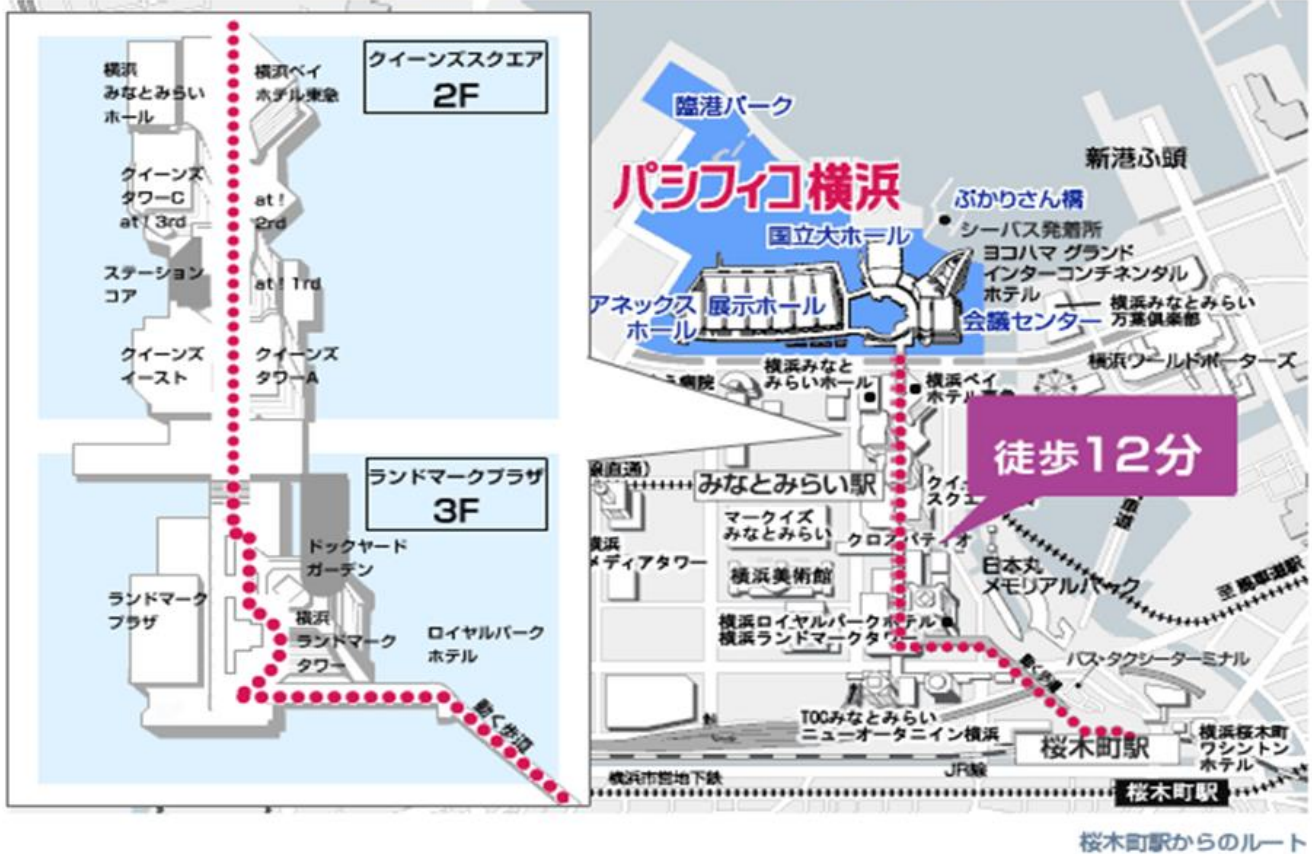 クイーンズスクエア
2F
横浜
みなとみらい
ホール
横浜ベイ
ホテル東急
クイーンズ
タワーC
at!3rd
at!
2rd
ステーション
コア
at!1rd
クイーンズ
イースト
クイーンズ
タワーA
ランドマークプラザ
3F
ドックヤード
ガーデン
ランドマーク
プラザ
横浜
ランドマーク
タワー
ロイヤルパーク
ホテル
動く歩道
臨港パーク
新港ふ頭
パシフィコ横浜
ぷかりさん橋
シーバス発着所
国立大ホール
ヨコハマ グランド
インターコンチネンタル
ホテル
アネックス
ホール
展示ホール
会議センター
横浜みなとみらい
万葉倶楽部
横浜ワールドポーターズ
病院
横浜みなと
みらいホール
横浜ベイ
ホテル
徒歩12分
直通)
みなとみらい駅
クイ
スクエ
マークイズ
みなとみらい
クロスパティオ
横浜
メディアタワー
横浜美術館
日本丸
メモリアルパーク
至馬車道駅
横浜ロイヤルパークホテル
横浜ランドマークタワー
バス・タクシーターミナル
動く歩道
TOCみなとみらい
ニューオータニイン横浜
桜木町駅
横浜桜木町
ワシントン
ホテル
横浜市営地下鉄
JR線
桜木町駅
桜木町駅からのルート